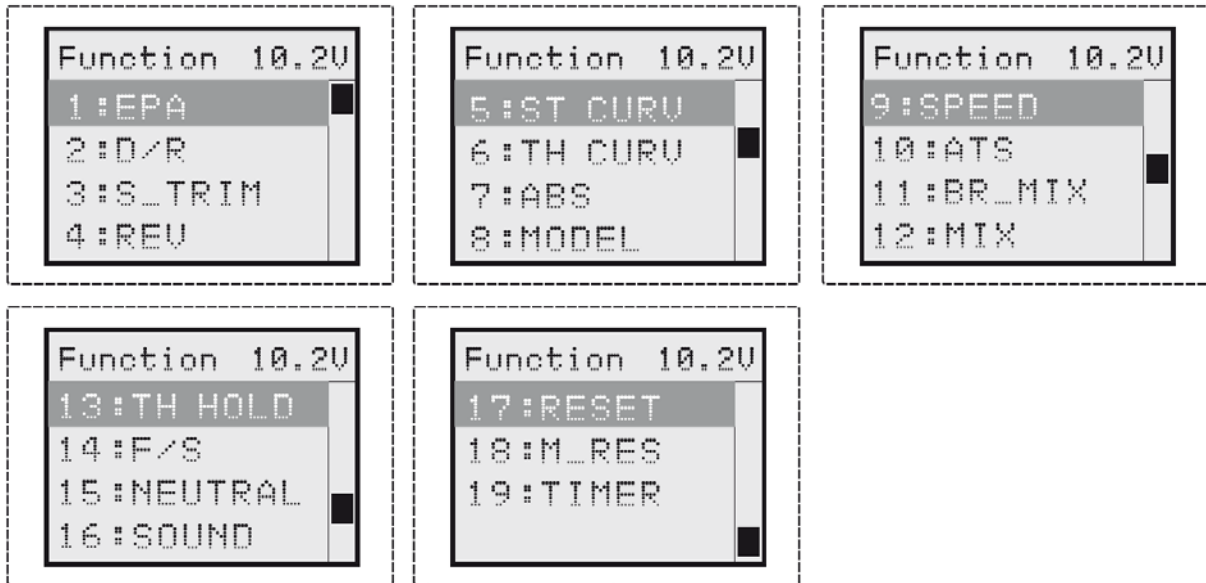 Function 10.2V
1:EPA
2:D/R
3:S_TRIM
4:REV
Function 10.2V
5:ST CURV
6:TH CURV
7:ABS
8:MODEL
Function 10.2V
9:SPEED
10:ATS
11:BR_MIX
12:MIX
Function 10.2V
13:TH HOLD
14:F/S
15:NEUTRAL
16:SOUND
Function 10.2V
17:RESET
18:M_RES
19:TIMER